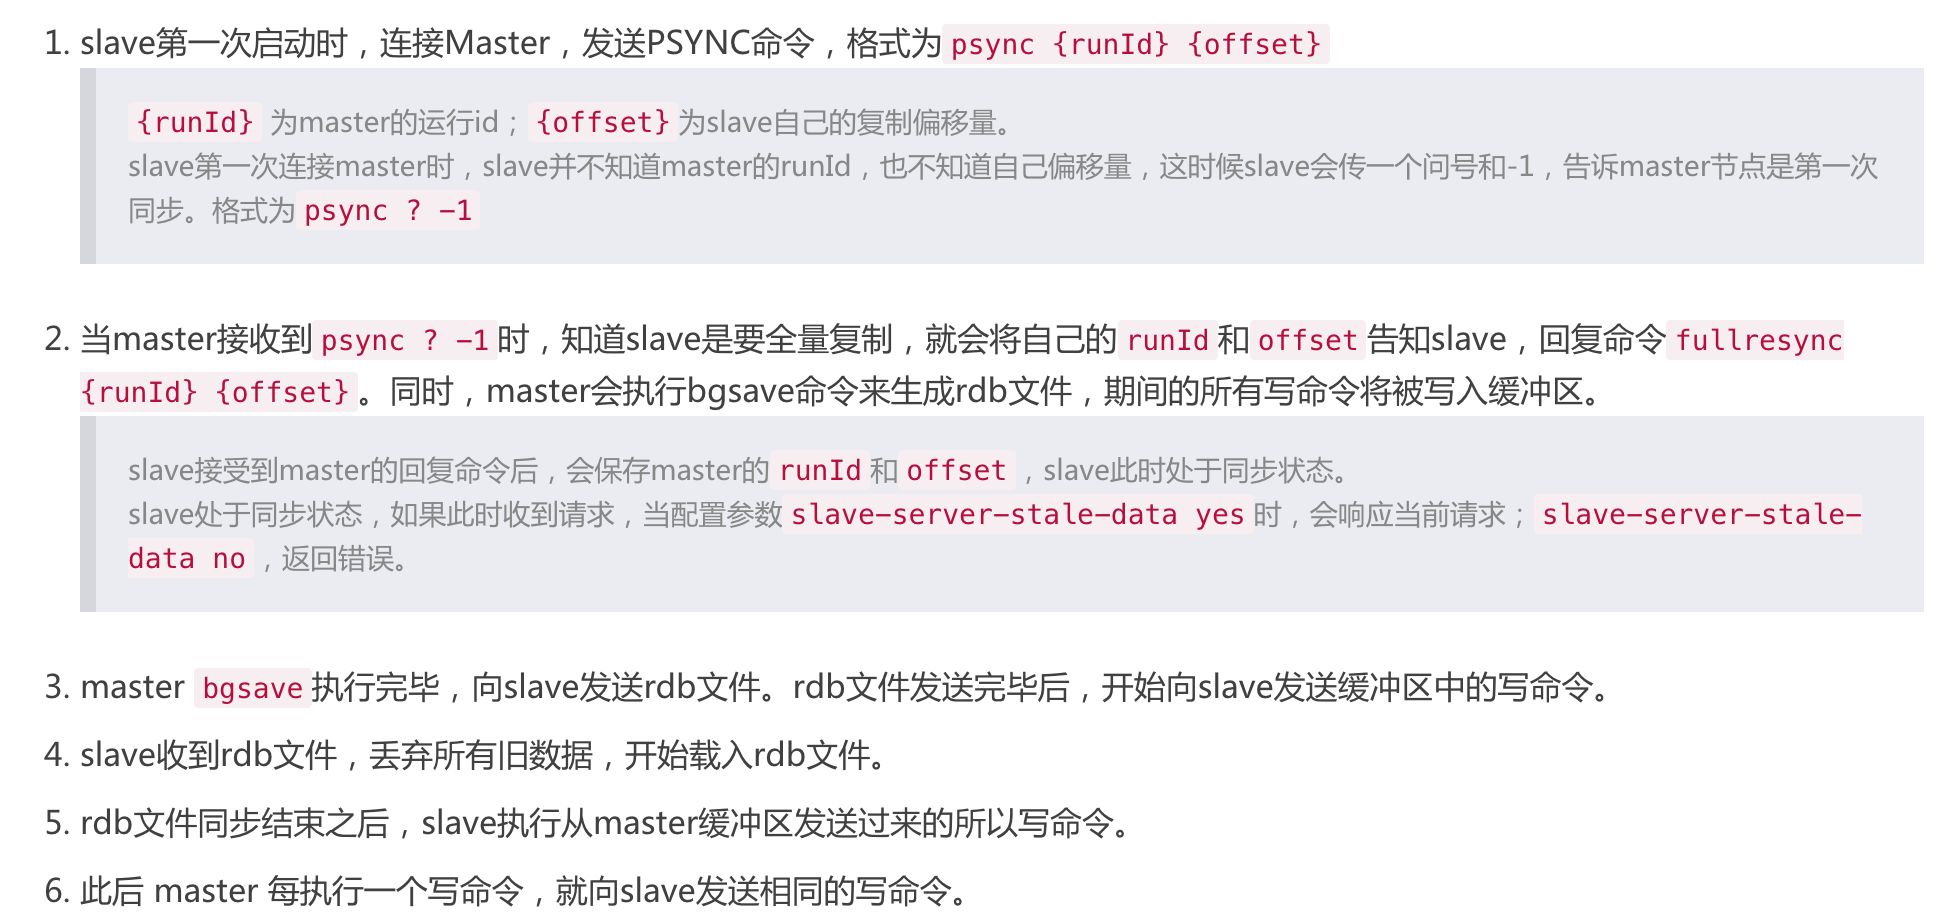 1. slave第一次启动时，连接Master，发送PSYNC命令，格式为 psync {runId} {offset}
{runId} 为master的运行id；{offset}为slave自己的复制偏移量。
slave第一次连接master时，slave并不知道master的runId，也不知道自己偏移量，这时候slave会传一个问号和-1，告诉master节点是第一次
同步。格式为 psync ? -1
2. 当master接收到 psync ? -1 时，知道slave是要全量复制，就会将自己的 runId 和 offset 告知slave，回复命令 fullresync
{runId} {offset} 。同时，master会执行bgsave命令来生成rdb文件，期间的所有写命令将被写入缓冲区。
slave接受到master的回复命令后，会保存master的 runId 和 offset ，slave此时处于同步状态。
slave处于同步状态，如果此时收到请求，当配置参数 slave-server-stale-data yes 时，会响应当前请求； slave-server-stale-
data no ，返回错误。
3. master bgsave 执行完毕，向slave发送rdb文件。rdb文件发送完毕后，开始向slave发送缓冲区中的写命令。
4. slave收到rdb文件，丢弃所有旧数据，开始载入rdb文件。
5. rdb文件同步结束之后，slave执行从master缓冲区发送过来的所以写命令。
6. 此后 master 每执行一个写命令，就向slave发送相同的写命令。